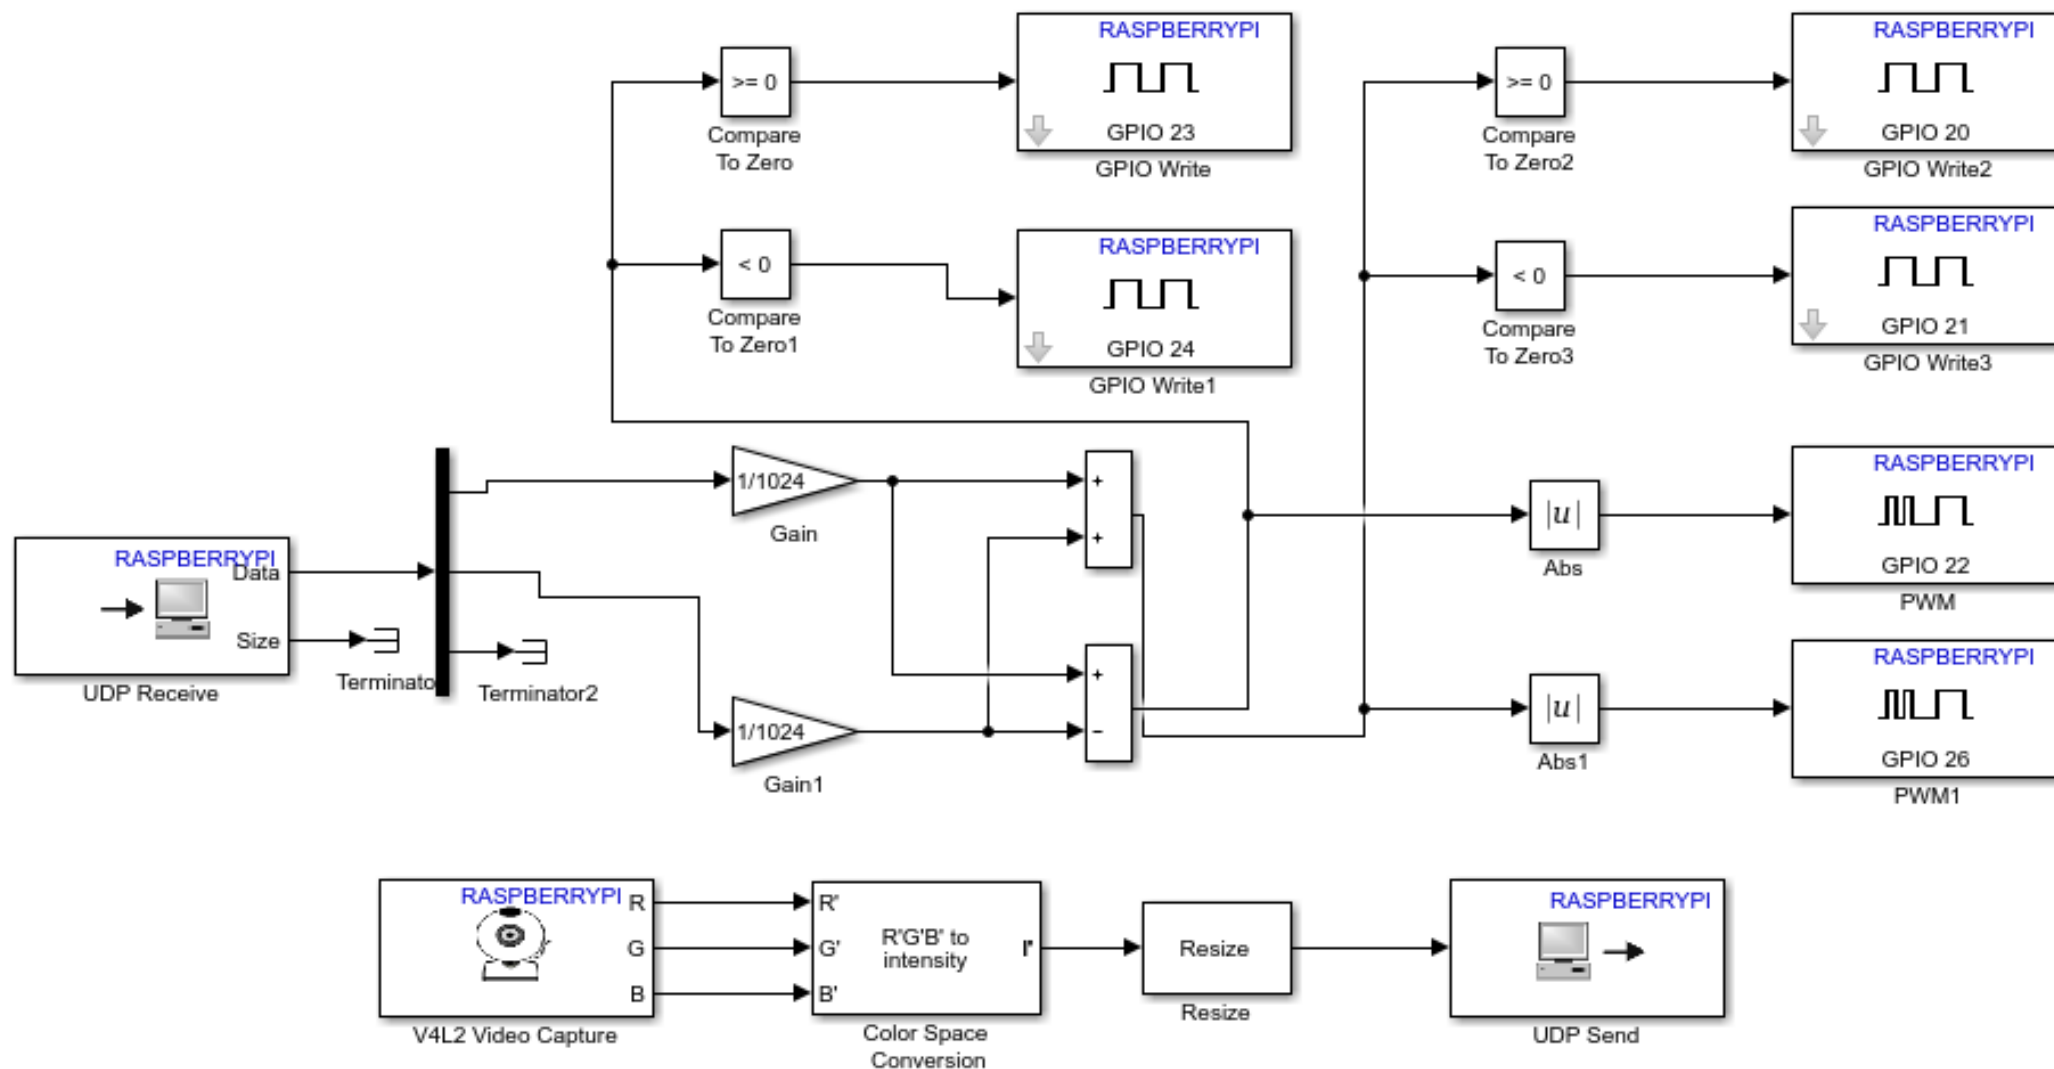 RASPBERRYPI
>= 0
GPIO 23
Compare
To Zero
GPIO Write
RASPBERRYPI
>= 0
GPIO 20
Compare
To Zero2
GPIO Write2
RASPBERRYPI
< 0
GPIO 24
Compare
To Zero1
GPIO Write1
RASPBERRYPI
< 0
GPIO 21
Compare
To Zero3
GPIO Write3
RASPBERRYPI
Data
Size
UDP Receive
Terminato
Terminator2
1/1024
Gain
1/1024
Gain1
+
+
+
−
|u|
Abs
RASPBERRYPI
GPIO 22
PWM
|u|
Abs1
RASPBERRYPI
GPIO 26
PWM1
RASPBERRYPI
R
G
B
V4L2 Video Capture
R'
G'
B'
R'G'B' to
intensity
I'
Color Space
Conversion
Resize
Resize
RASPBERRYPI
UDP Send